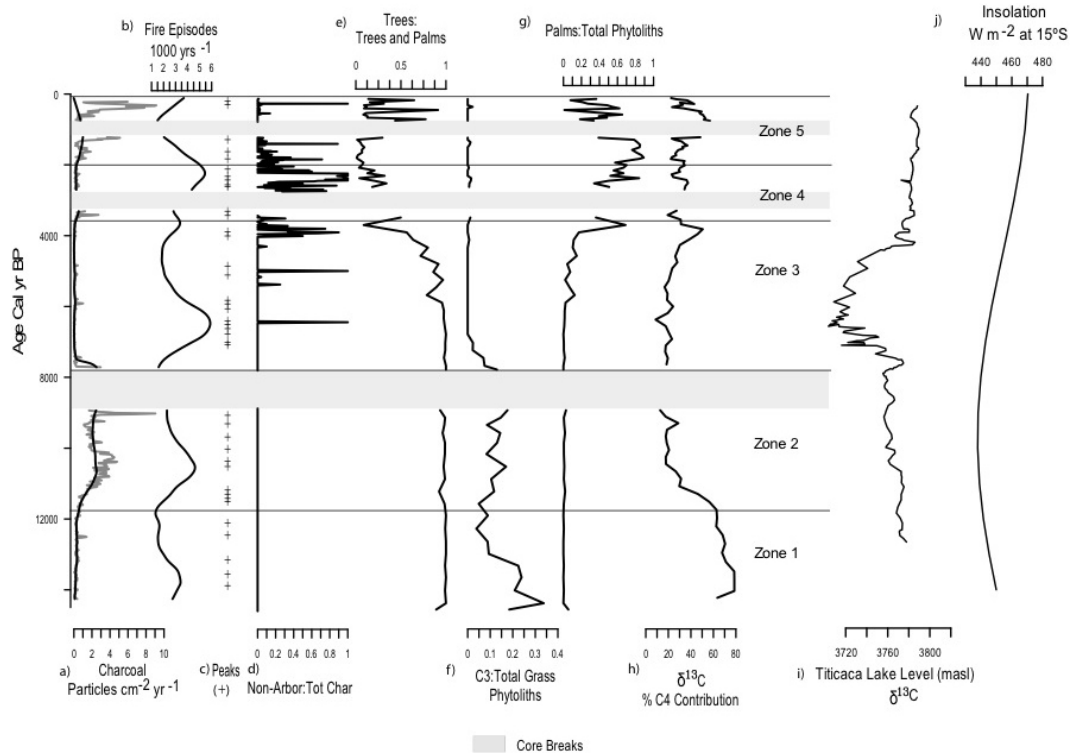 b) Fire Episodes
1000 yrs -1
1 2 3 4 5 6
e) Trees:
Trees and Palms
0 0.5 1
g) Palms:Total Phytoliths
0 0.2 0.4 0.6 0.8 1
j) Insolation
W m-2 at 15ºS
440 460 480
Age Cal yr BP
0
4000
8000
12000
Zone 5
Zone 4
Zone 3
Zone 2
Zone 1
0 2 4 6 8 10
a) Charcoal
Particles cm-2 yr -1
c) Peaks
(+)
0 0.2 0.4 0.6 0.8 1
d)
Non-Arbor:Tot Char
0 0.1 0.2 0.3 0.4
f) C3:Total Grass
Phytoliths
0 20 40 60 80
h) δ13C
% C4 Contribution
3720 3760 3800
i) Titicaca Lake Level (masl)
δ13C
Core Breaks